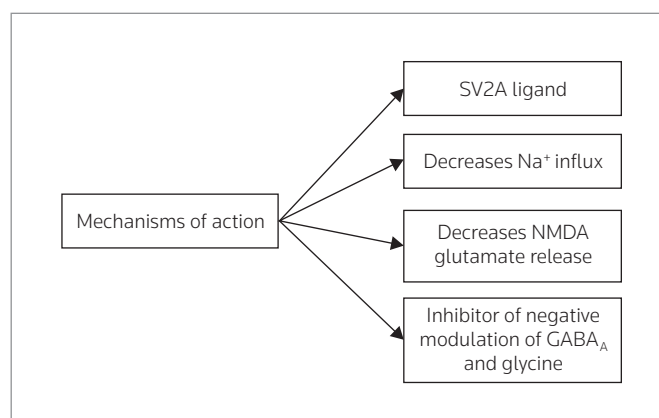 SV2A ligand
Decreases Na⁺ influx
Mechanisms of action
Decreases NMDA
glutamate release
Inhibitor of negative
modulation of GABA_A
and glycine